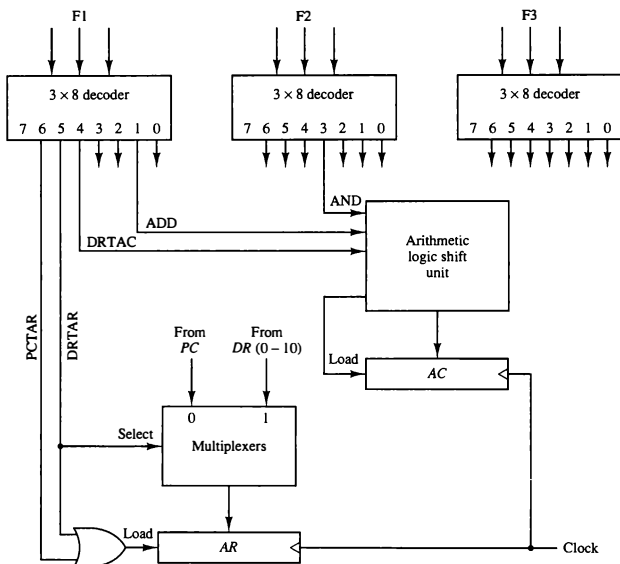 F1 F2 F3
3 × 8 decoder 3 × 8 decoder 3 × 8 decoder
7 6 5 4 3 2 1 0 7 6 5 4 3 2 1 0 7 6 5 4 3 2 1 0
AND
ADD
DRTAC
Arithmetic
logic shift
unit
PCTAR
DRTAR
From
PC
From
DR (0 – 10)
Load
AC
0 1
Select
Multiplexers
Load
AR
Clock